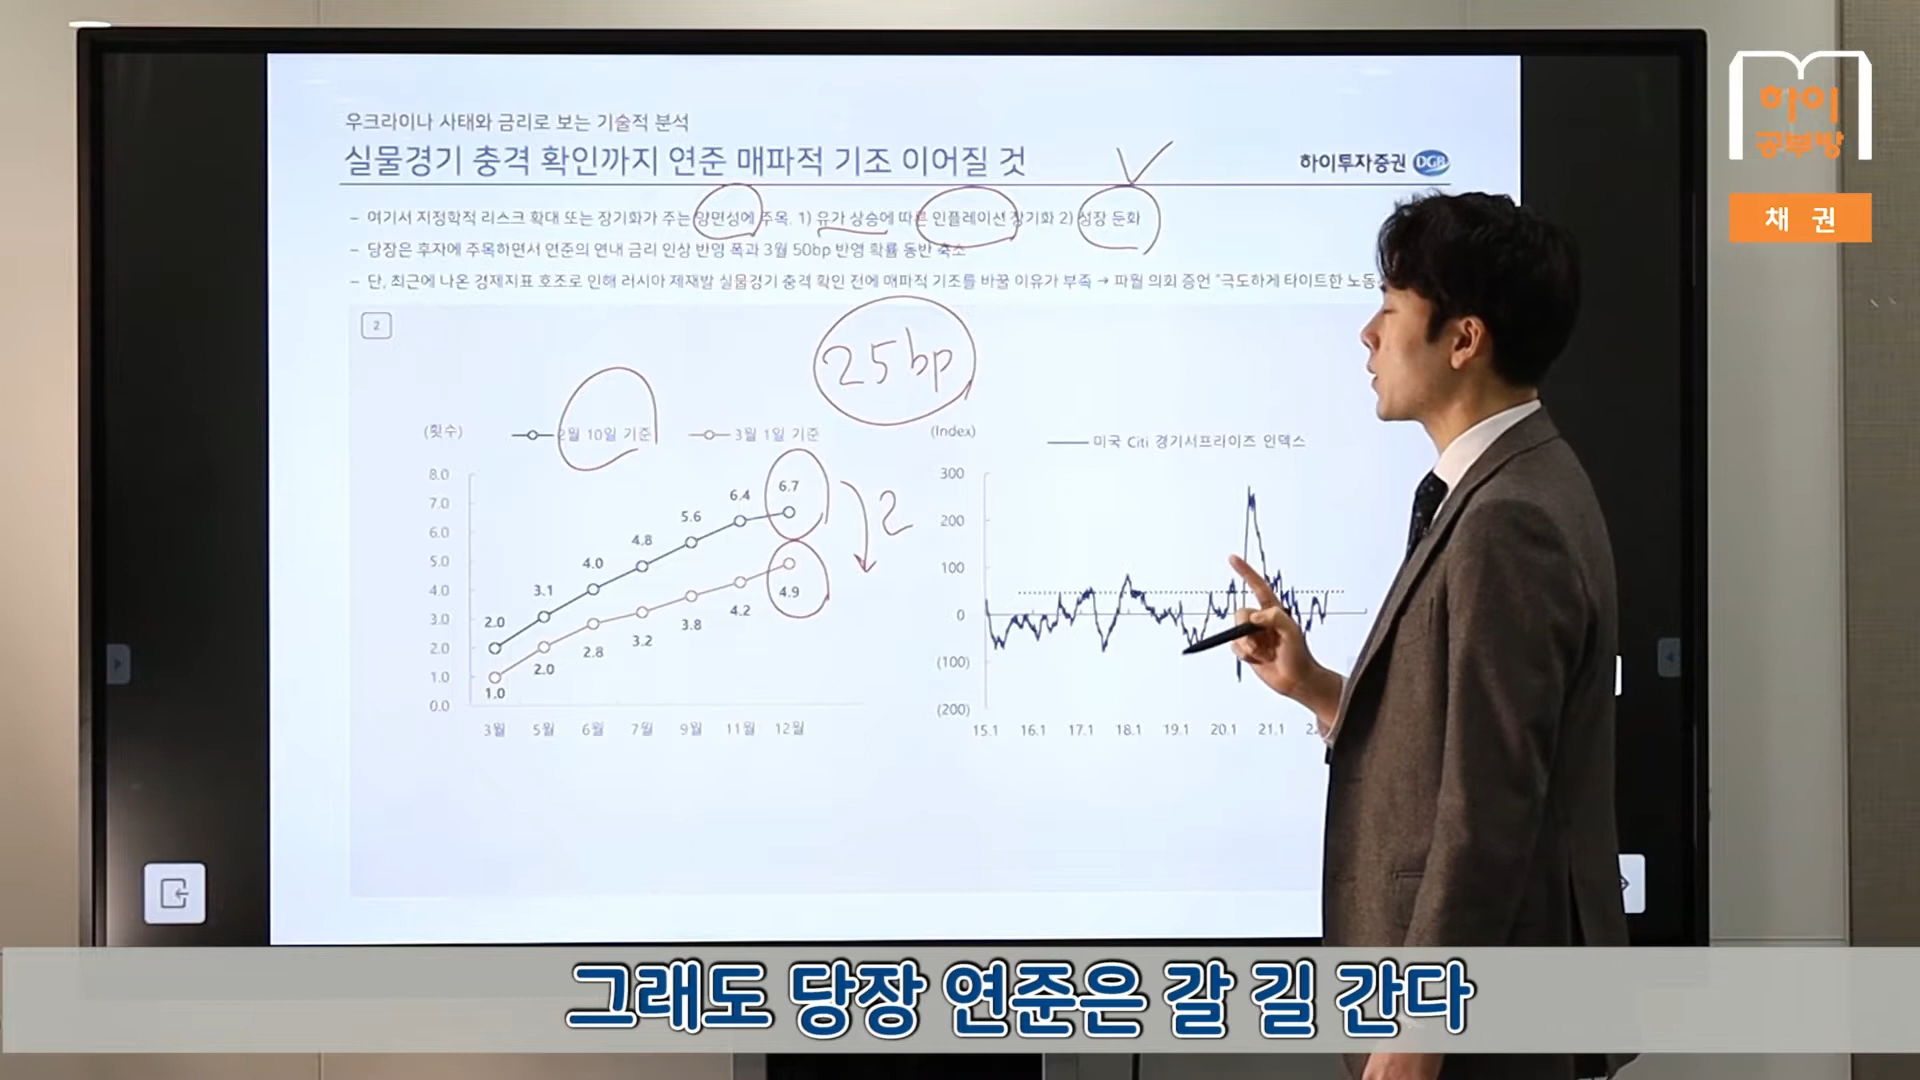 하이
공부방
채 권
우크라이나 사태와 금리로 보는 기술적 분석
실물경기 충격 확인까지 연준 매파적 기조 이어질 것
하이투자증권 DGB
– 여기서 지정학적 리스크 확대 또는 장기화가 주는 양면성에 주목. 1) 유가 상승에 따른 인플레이션 장기화 2) 성장 둔화
– 당장은 후자에 주목하면서 연준의 연내 금리 인상 반영 폭과 3월 50bp 반영 확률 동반 축소
– 단, 최근에 나온 경제지표 호조로 인해 러시아 제재발 실물경기 충격 확인 전에 매파적 기조를 바꿀 이유가 부족 → 파월 의회 증언 "극도하게 타이트한 노동
2
25bp
(횟수)
2월 10일 기준
3월 1일 기준
8.0
7.0
6.0
5.0
4.0
3.0
2.0
1.0
0.0
2.0
3.1
4.0
4.8
5.6
6.4
6.7
1.0
2.0
2.8
3.2
3.8
4.2
4.9
2
3월 5월 6월 7월 9월 11월 12월
(Index)
미국 Citi 경기서프라이즈 인덱스
300
200
100
0
(100)
(200)
15.1 16.1 17.1 18.1 19.1 20.1 21.1
그래도 당장 연준은 갈 길 간다